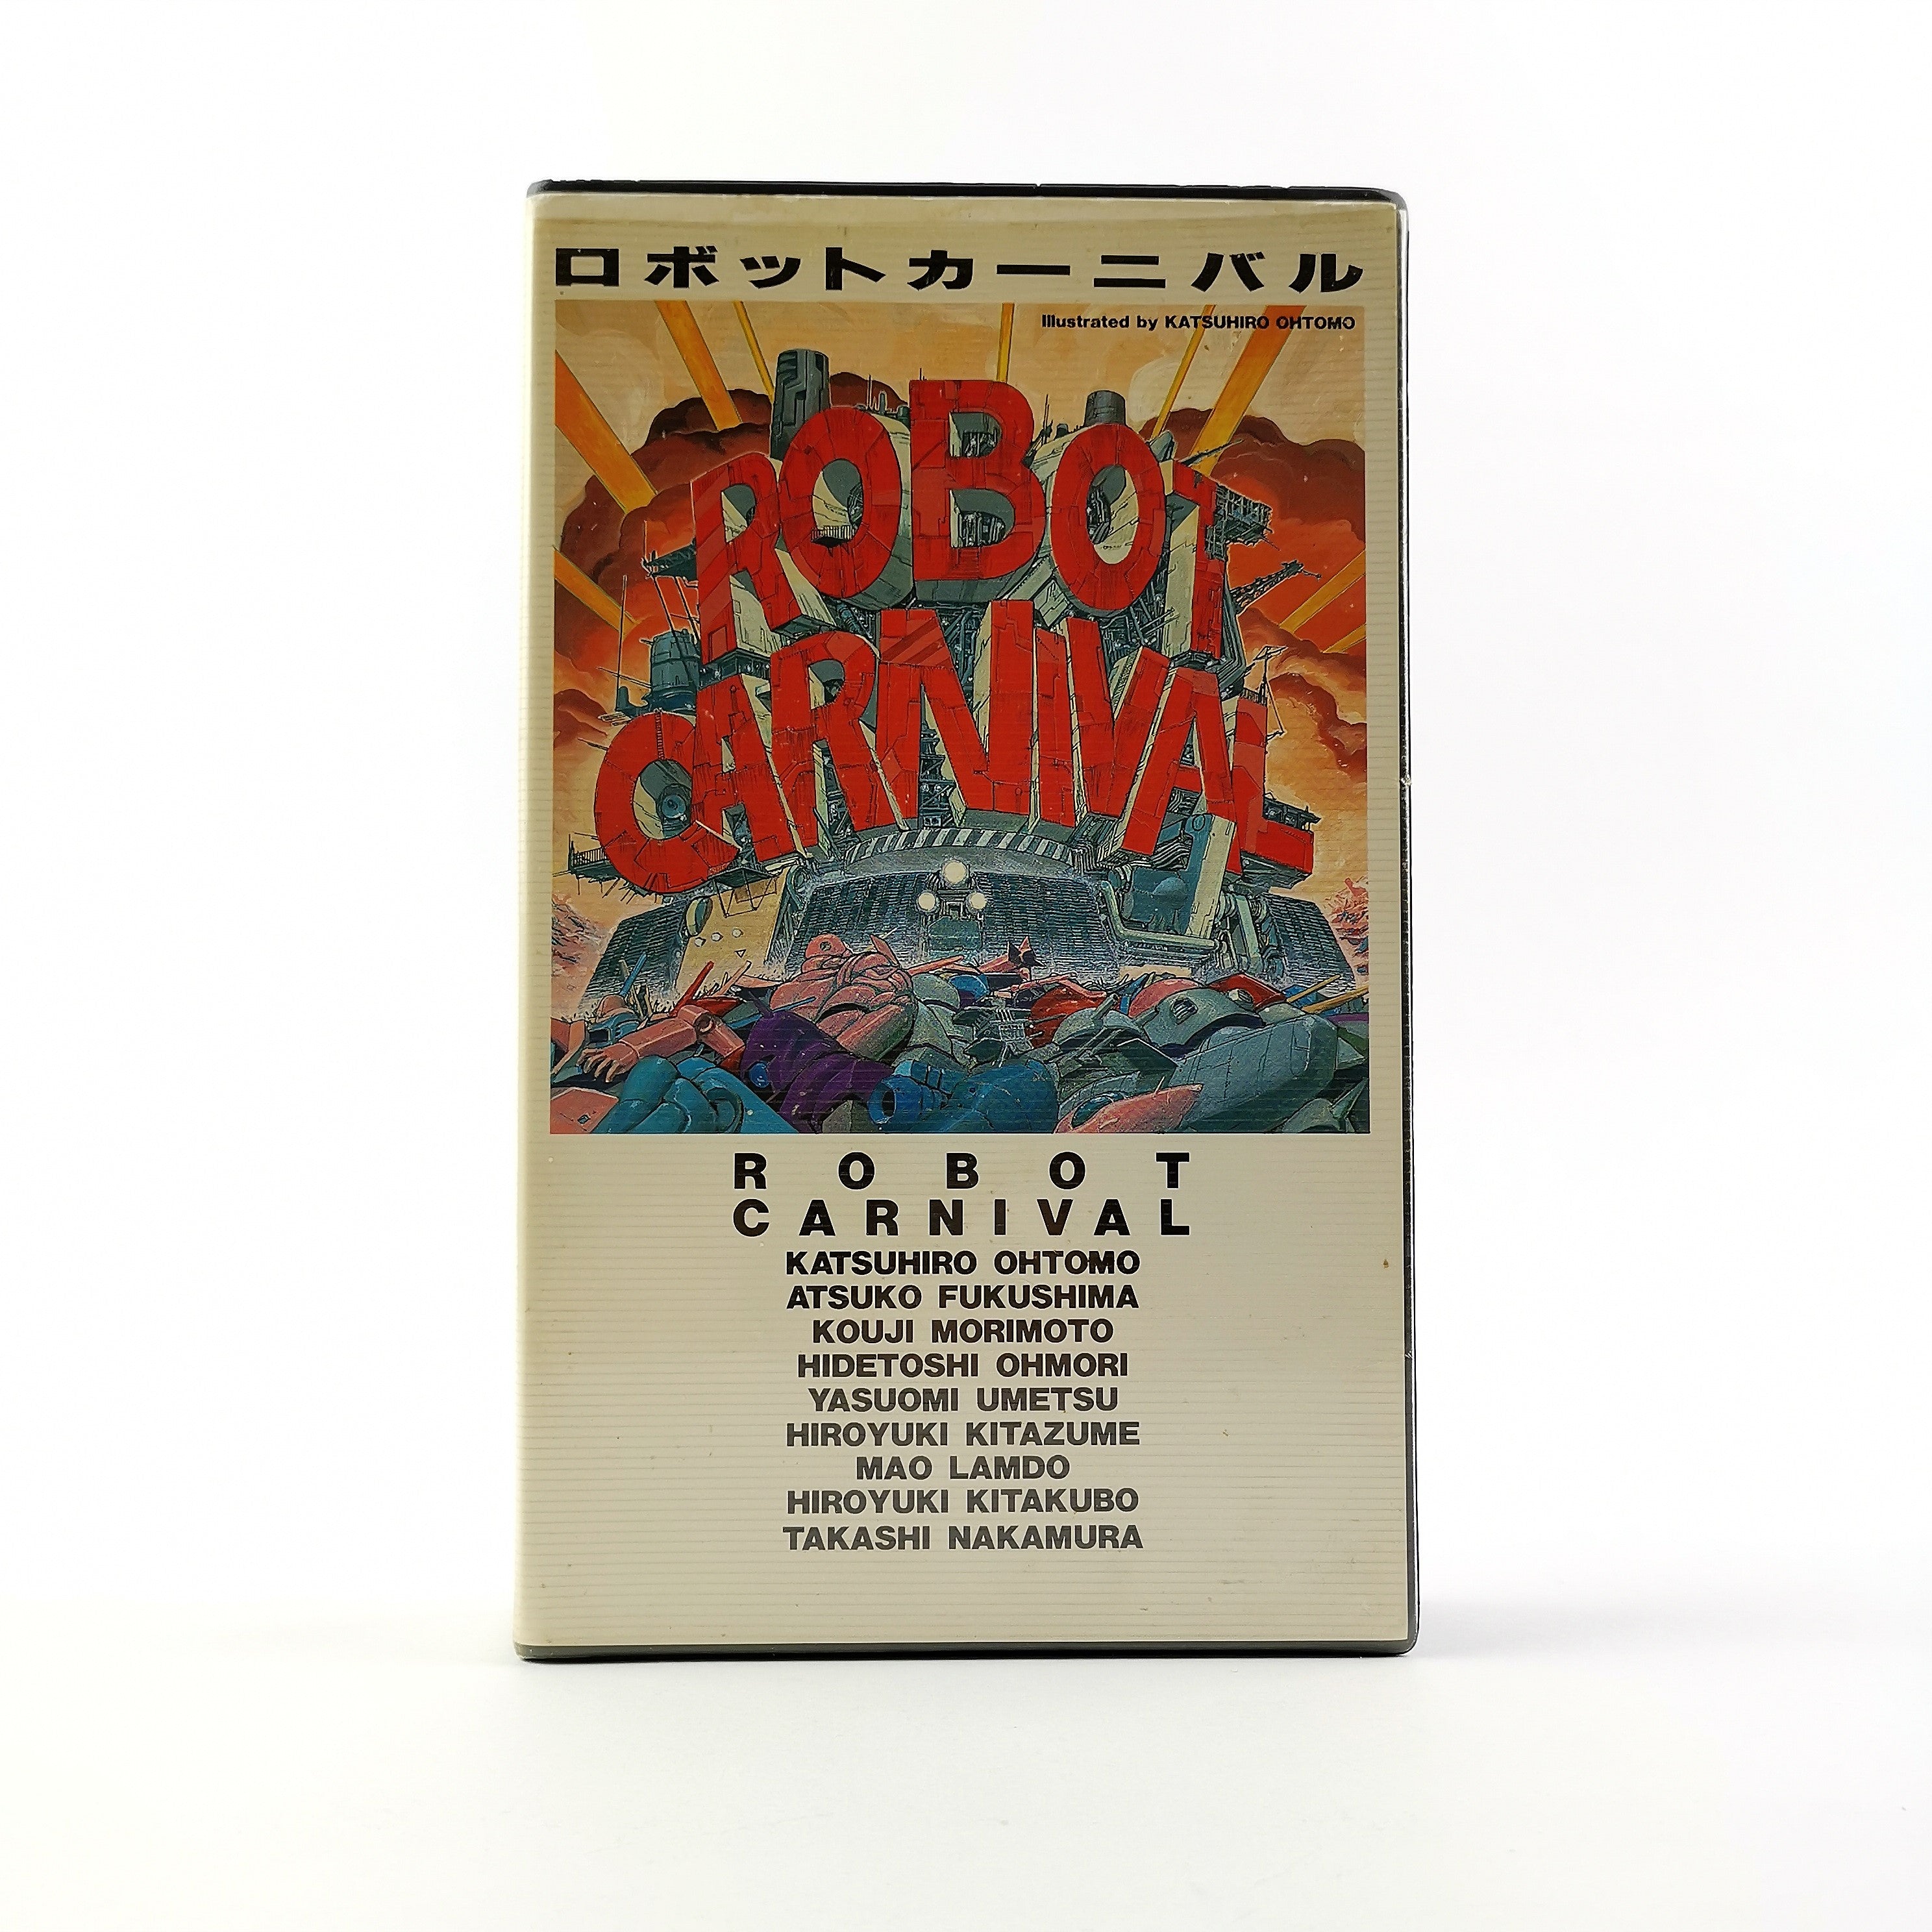 ロボットカーニバル
Illustrated by KATSUHIRO OHTOMO
ROBOT
CARNIVAL
ROBOT
CARNIVAL
KATSUHIRO OHTOMO
ATSUKO FUKUSHIMA
KOUJI MORIMOTO
HIDETOSHI OHMORI
YASUOMI UMETSU
HIROYUKI KITAZUME
MAO LAMDO
HIROYUKI KITAKUBO
TAKASHI NAKAMURA